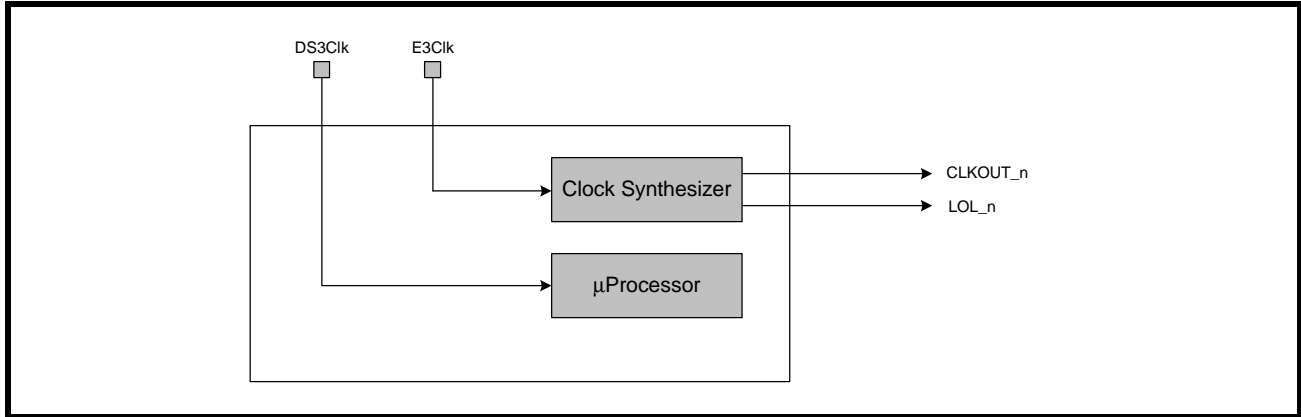 DS3Clk
E3Clk
Clock Synthesizer
CLKOUT_n
LOL_n
μProcessor